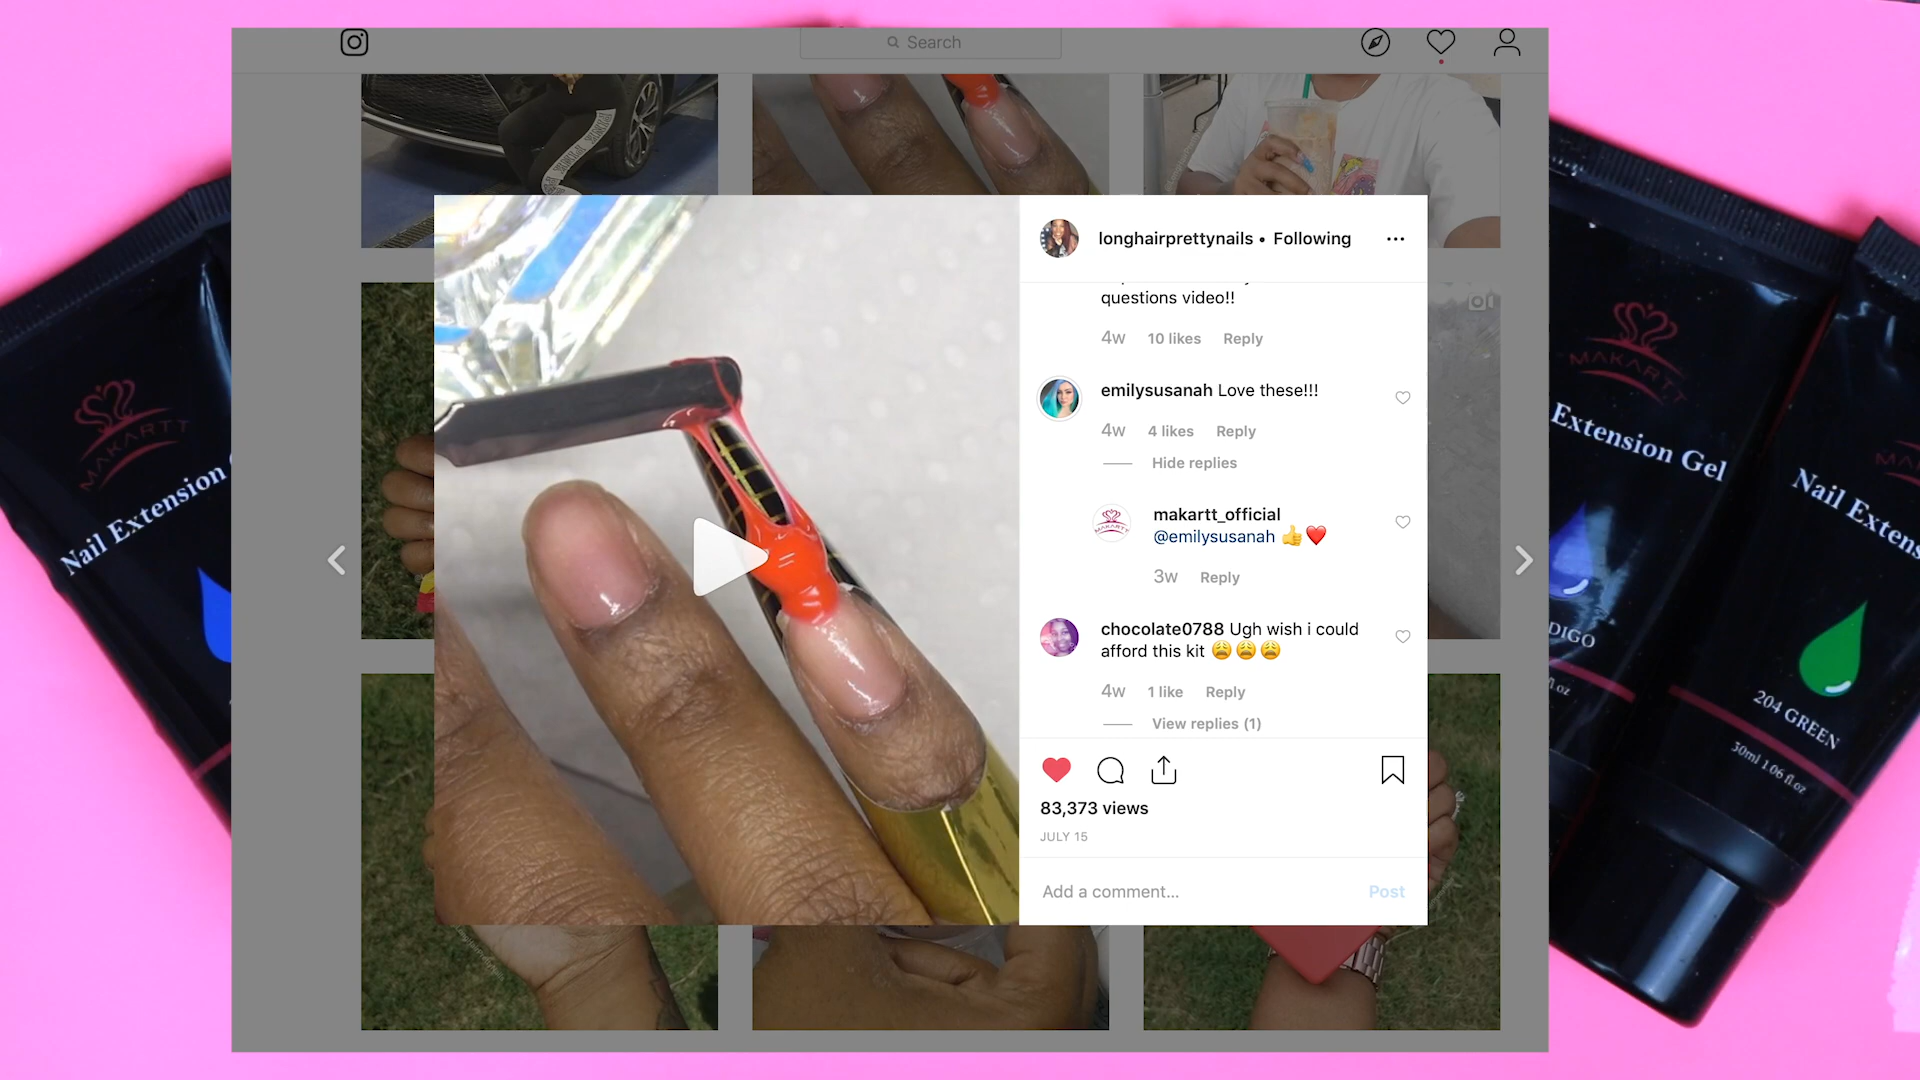 Search
longhairprettynails • Following
questions video!!
4w 10 likes Reply
emilysusanah Love these!!!
4w 4 likes Reply
Hide replies
makartt_official
@emilysusanah 👍❤️
3w Reply
chocolate0788 Ugh wish i could
afford this kit 😩😩😩
4w 1 like Reply
View replies (1)
83,373 views
JULY 15
Add a comment... Post
MAKARTT
Nail Extension
MAKARTT
Extension Gel
DIGO
Nail Extens
204 GREEN
30ml 1.06 fl.oz